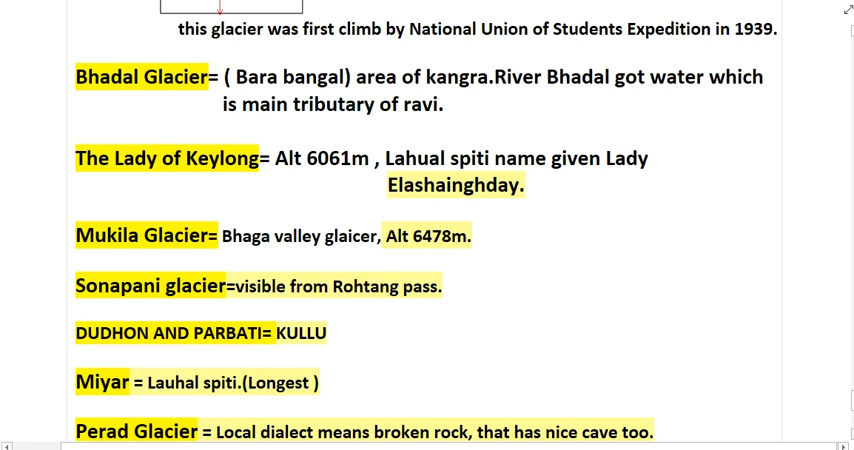 this glacier was first climb by National Union of Students Expedition in 1939.
Bhadal Glacier= ( Bara bangal) area of kangra.River Bhadal got water which
is main tributary of ravi.
The Lady of Keylong= Alt 6061m , Lahual spiti name given Lady
Elashainghday.
Mukila Glacier= Bhaga valley glaicer, Alt 6478m.
Sonapani glacier=visible from Rohtang pass.
DUDHON AND PARBATI= KULLU
Miyar = Lauhal spiti.(Longest )
Perad Glacier = Local dialect means broken rock, that has nice cave too.